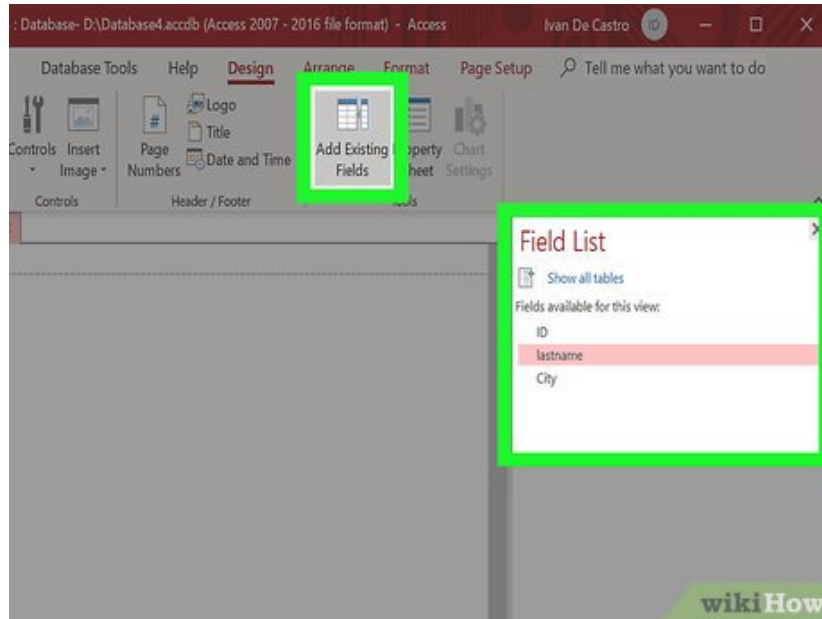 : Database- D:\Database4.accdb (Access 2007 - 2016 file format) - Access Ivan De Castro ID
Database Tools Help Design Arrange Format Page Setup Tell me what you want to do
Logo
Title
Date and Time
Controls Insert Image
Page Numbers
Add Existing Fields
Chart Settings
Controls Header / Footer
Field List
Show all tables
Fields available for this view:
ID
lastname
City
wikiHow